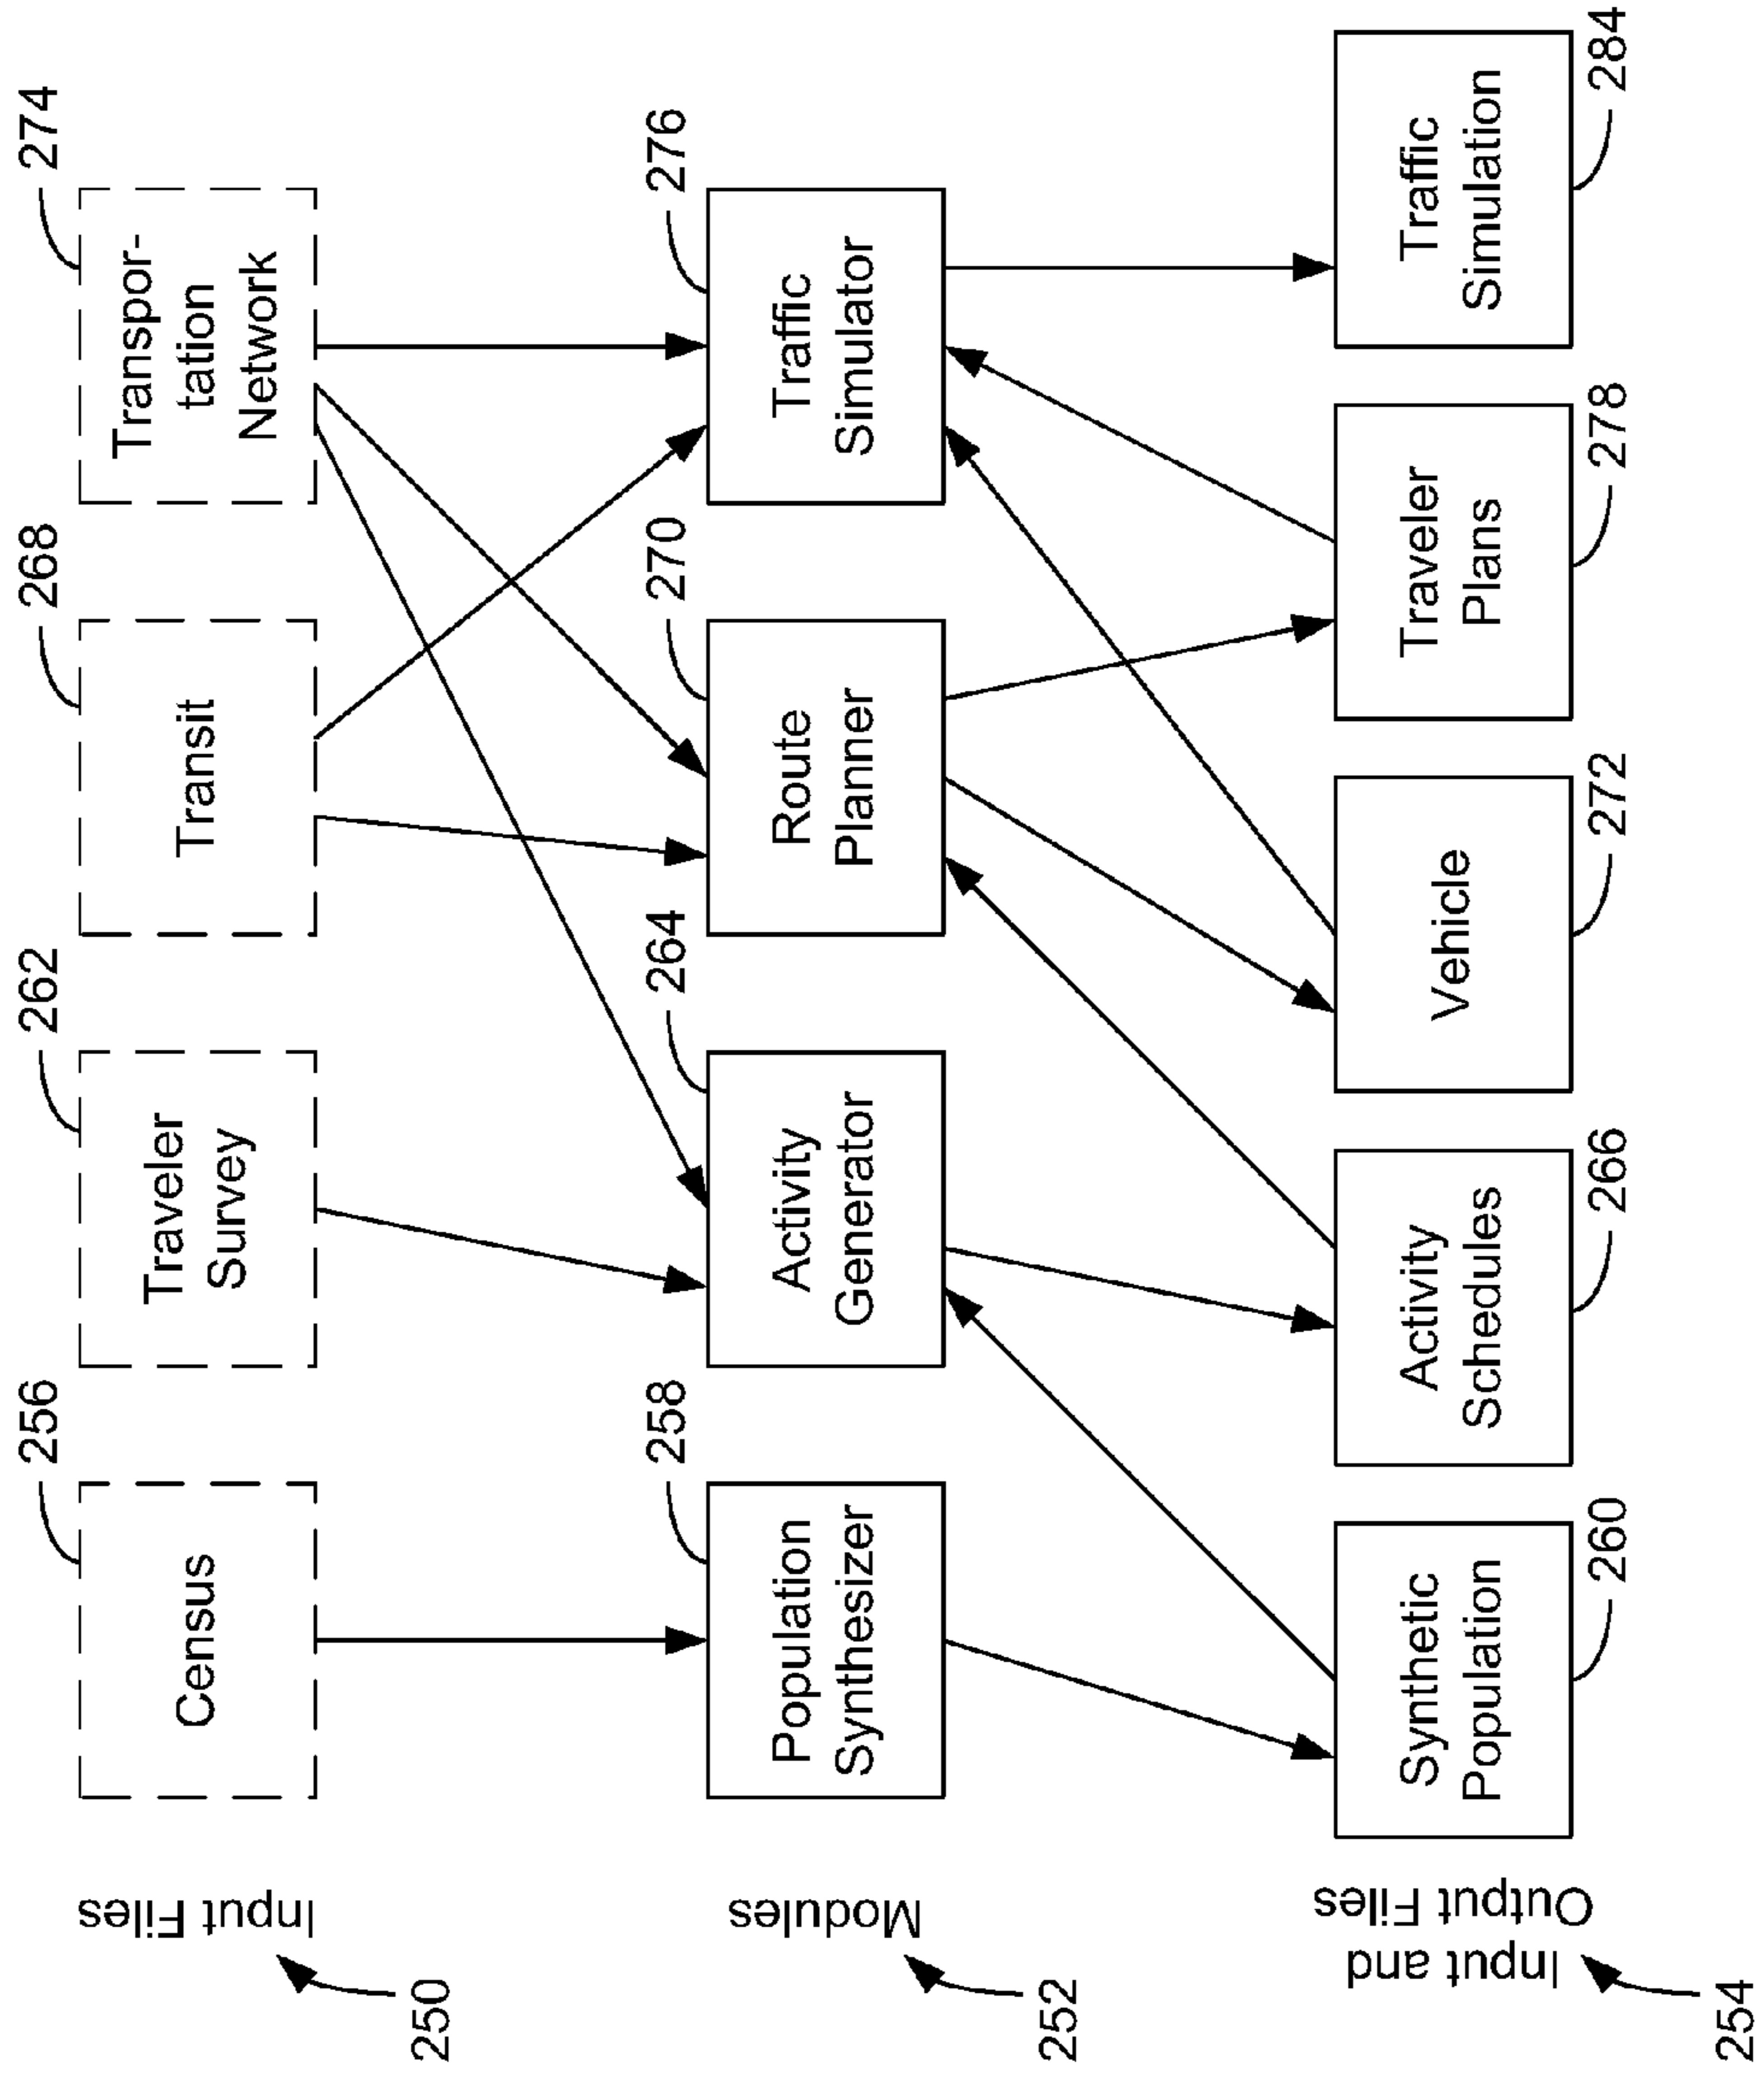 256
262
268
274
Census
Traveler
Survey
Transit
Transpor-
tation
Network
Input Files
250
258
264
270
276
Population
Synthesizer
Activity
Generator
Route
Planner
Traffic
Simulator
Modules
252
Synthetic
Population
Activity
Schedules
Vehicle
Traveler
Plans
Traffic
Simulation
260
266
272
278
284
Input and
Output Files
254